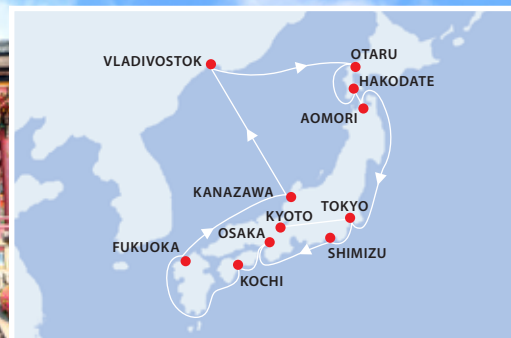 VLADIVOSTOK
OTARU
HAKODATE
AOMORI
KANAZAWA
TOKYO
KYOTO
OSAKA
SHIMIZU
FUKUOKA
KOCHI